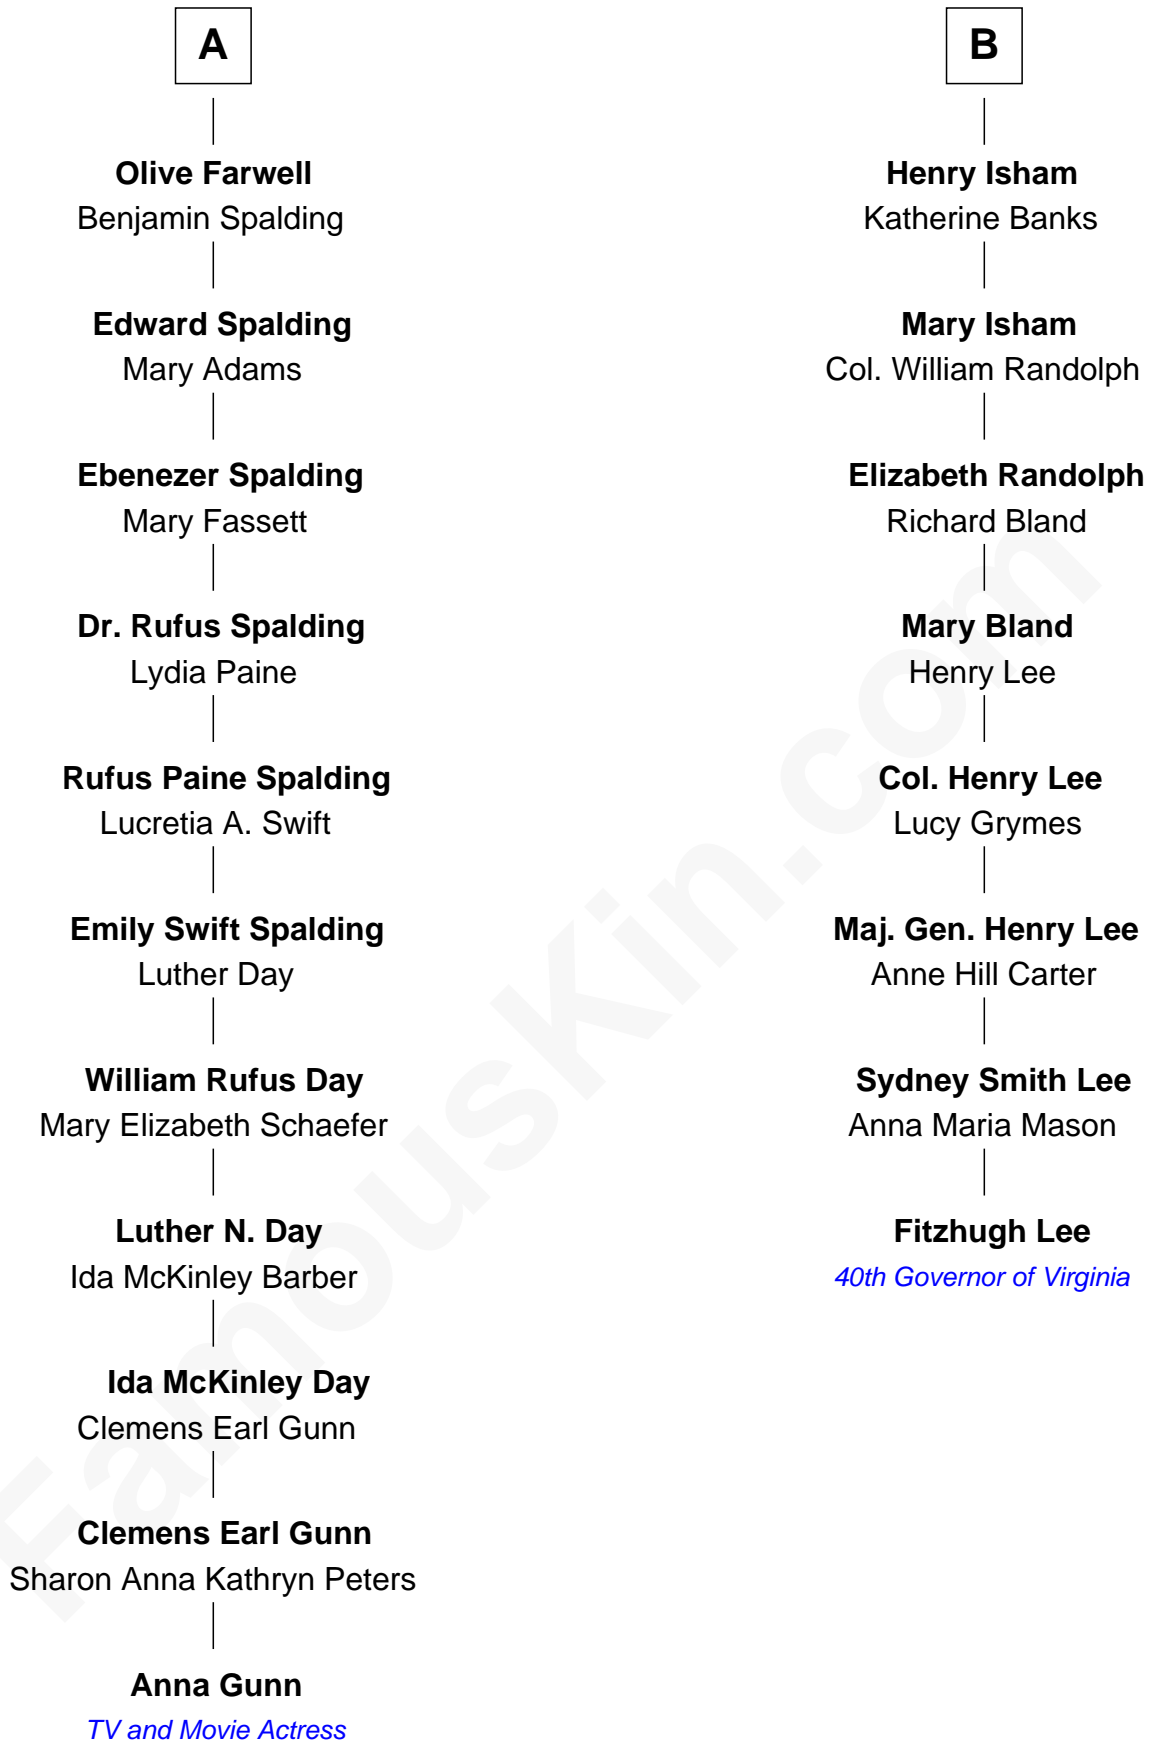 A
Olive Farwell
Benjamin Spalding
Edward Spalding
Mary Adams
Ebenezer Spalding
Mary Fassett
Dr. Rufus Spalding
Lydia Paine
Rufus Paine Spalding
Lucretia A. Swift
Emily Swift Spalding
Luther Day
William Rufus Day
Mary Elizabeth Schaefer
Luther N. Day
Ida McKinley Barber
Ida McKinley Day
Clemens Earl Gunn
Clemens Earl Gunn
Sharon Anna Kathryn Peters
Anna Gunn
TV and Movie Actress
B
Henry Isham
Katherine Banks
Mary Isham
Col. William Randolph
Elizabeth Randolph
Richard Bland
Mary Bland
Henry Lee
Col. Henry Lee
Lucy Grymes
Maj. Gen. Henry Lee
Anne Hill Carter
Sydney Smith Lee
Anna Maria Mason
Fitzhugh Lee
40th Governor of Virginia
FamousKin.com